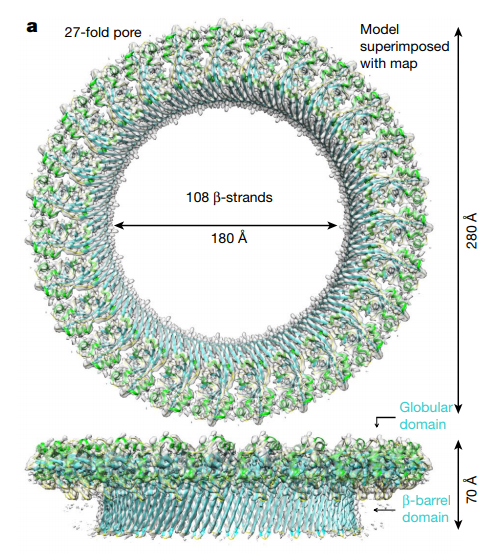 a
27-fold pore
Model
superimposed
with map
108 β-strands
180 Å
280 Å
Globular
domain
70 Å
β-barrel
domain